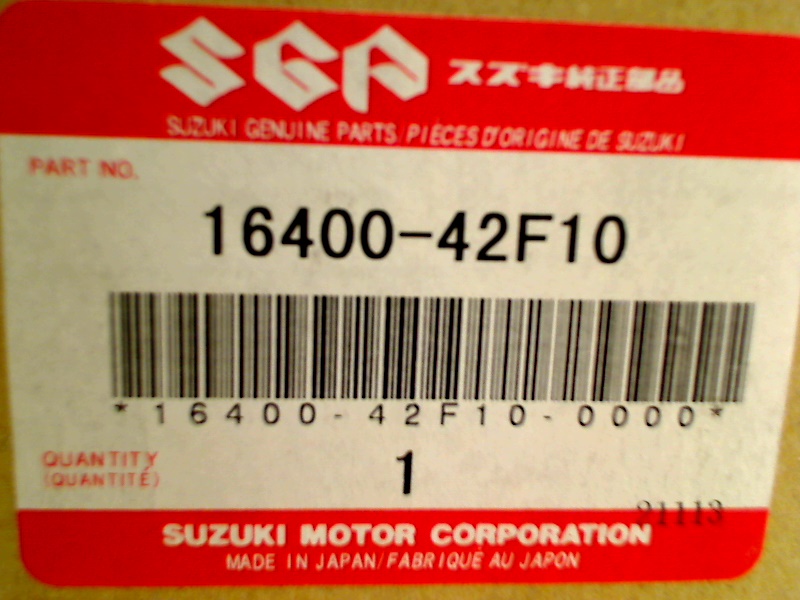 SGP スズキ純正部品
SUZUKI GENUINE PARTS/PIÈCES D'ORIGINE DE SUZUKI
PART NO.
16400-42F10
*16400-42F10-0000*
QUANTITY
(QUANTITÉ)
1
21113
SUZUKI MOTOR CORPORATION
MADE IN JAPAN/FABRIQUÉ AU JAPON